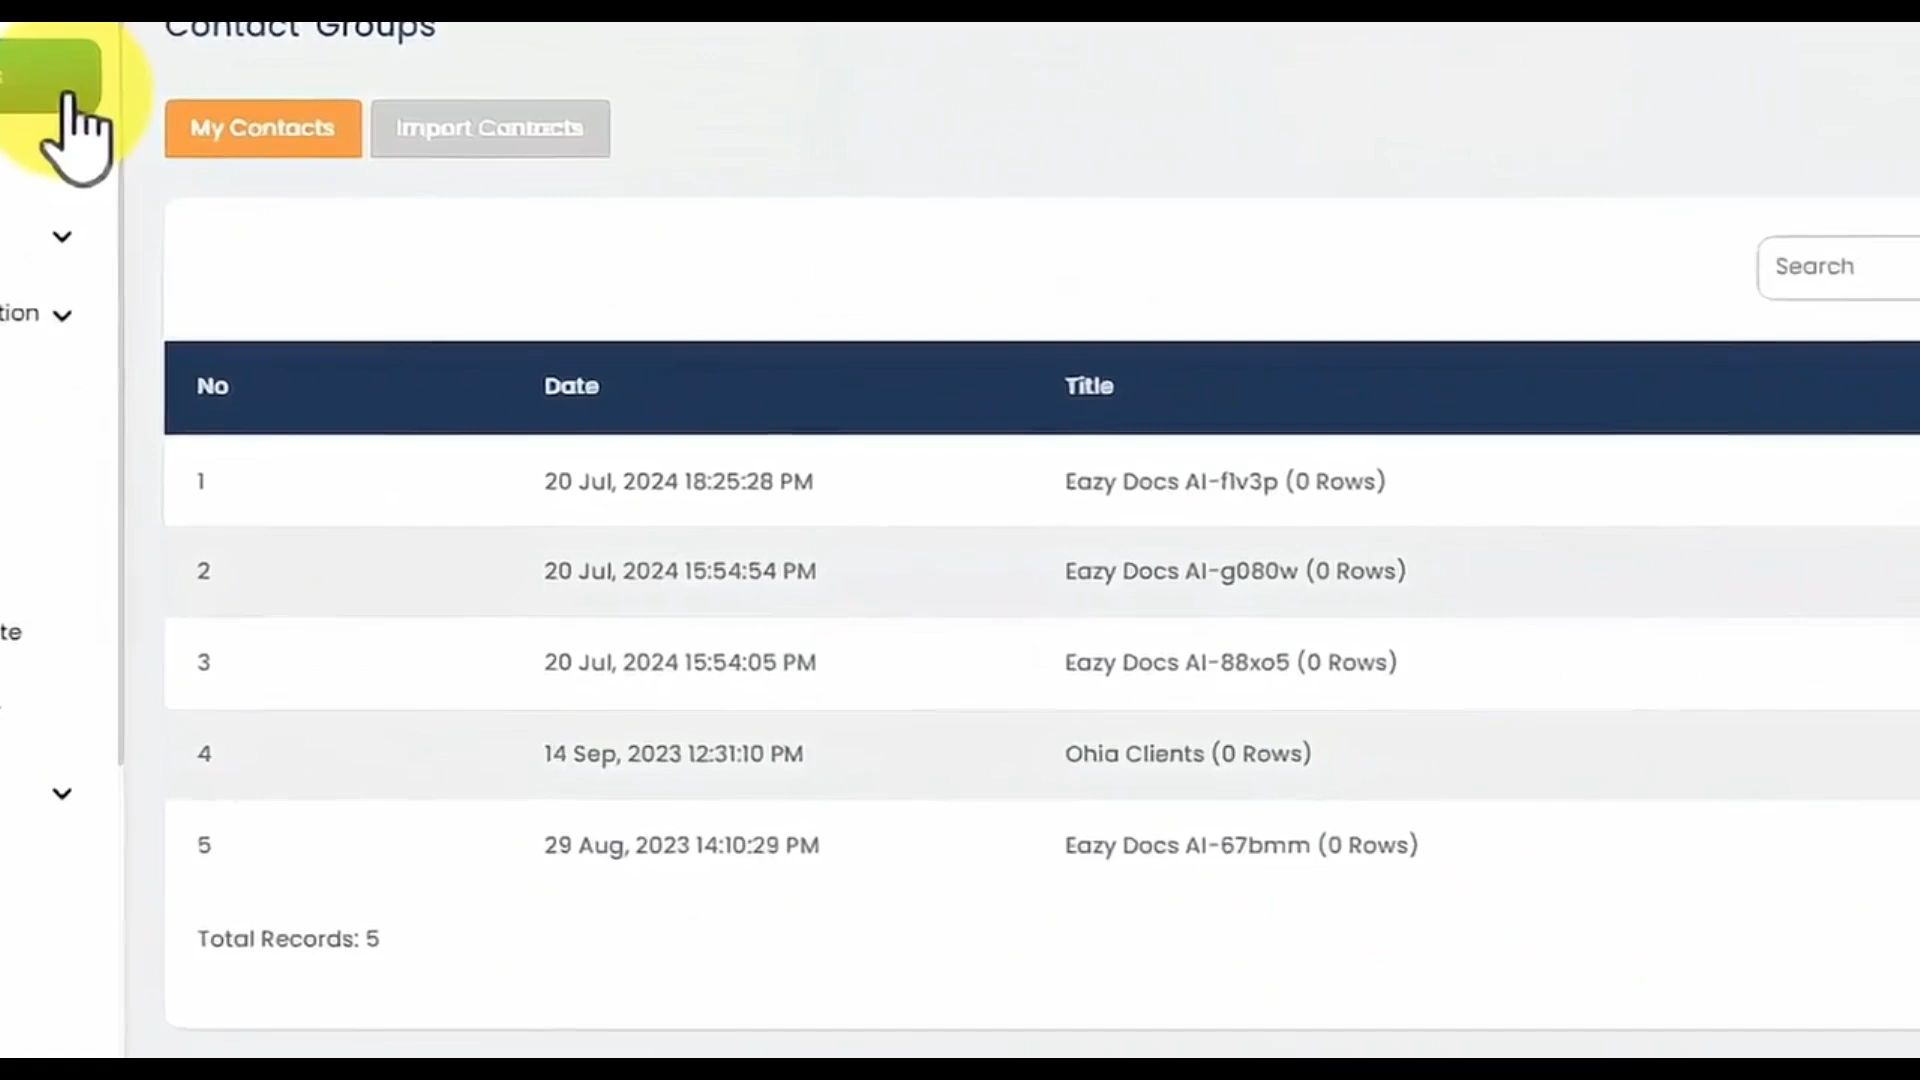 Contact Groups
My Contacts
Import Contacts
tion
te
Search
No Date Title
1 20 Jul, 2024 18:25:28 PM Eazy Docs AI-f1v3p (0 Rows)
2 20 Jul, 2024 15:54:54 PM Eazy Docs AI-g080w (0 Rows)
3 20 Jul, 2024 15:54:05 PM Eazy Docs AI-88xo5 (0 Rows)
4 14 Sep, 2023 12:31:10 PM Ohia Clients (0 Rows)
5 29 Aug, 2023 14:10:29 PM Eazy Docs AI-67bmm (0 Rows)
Total Records: 5